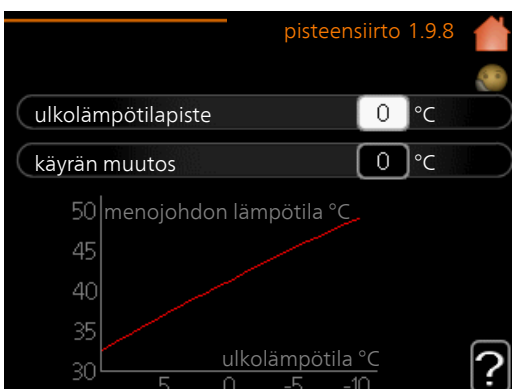 pisteensiirto 1.9.8
ulkolämpötilapiste 0 °C
käyrän muutos 0 °C
50 menojohdon lämpötila °C
45
40
35
ulkolämpötila °C
30
5 0 -5 -10
?